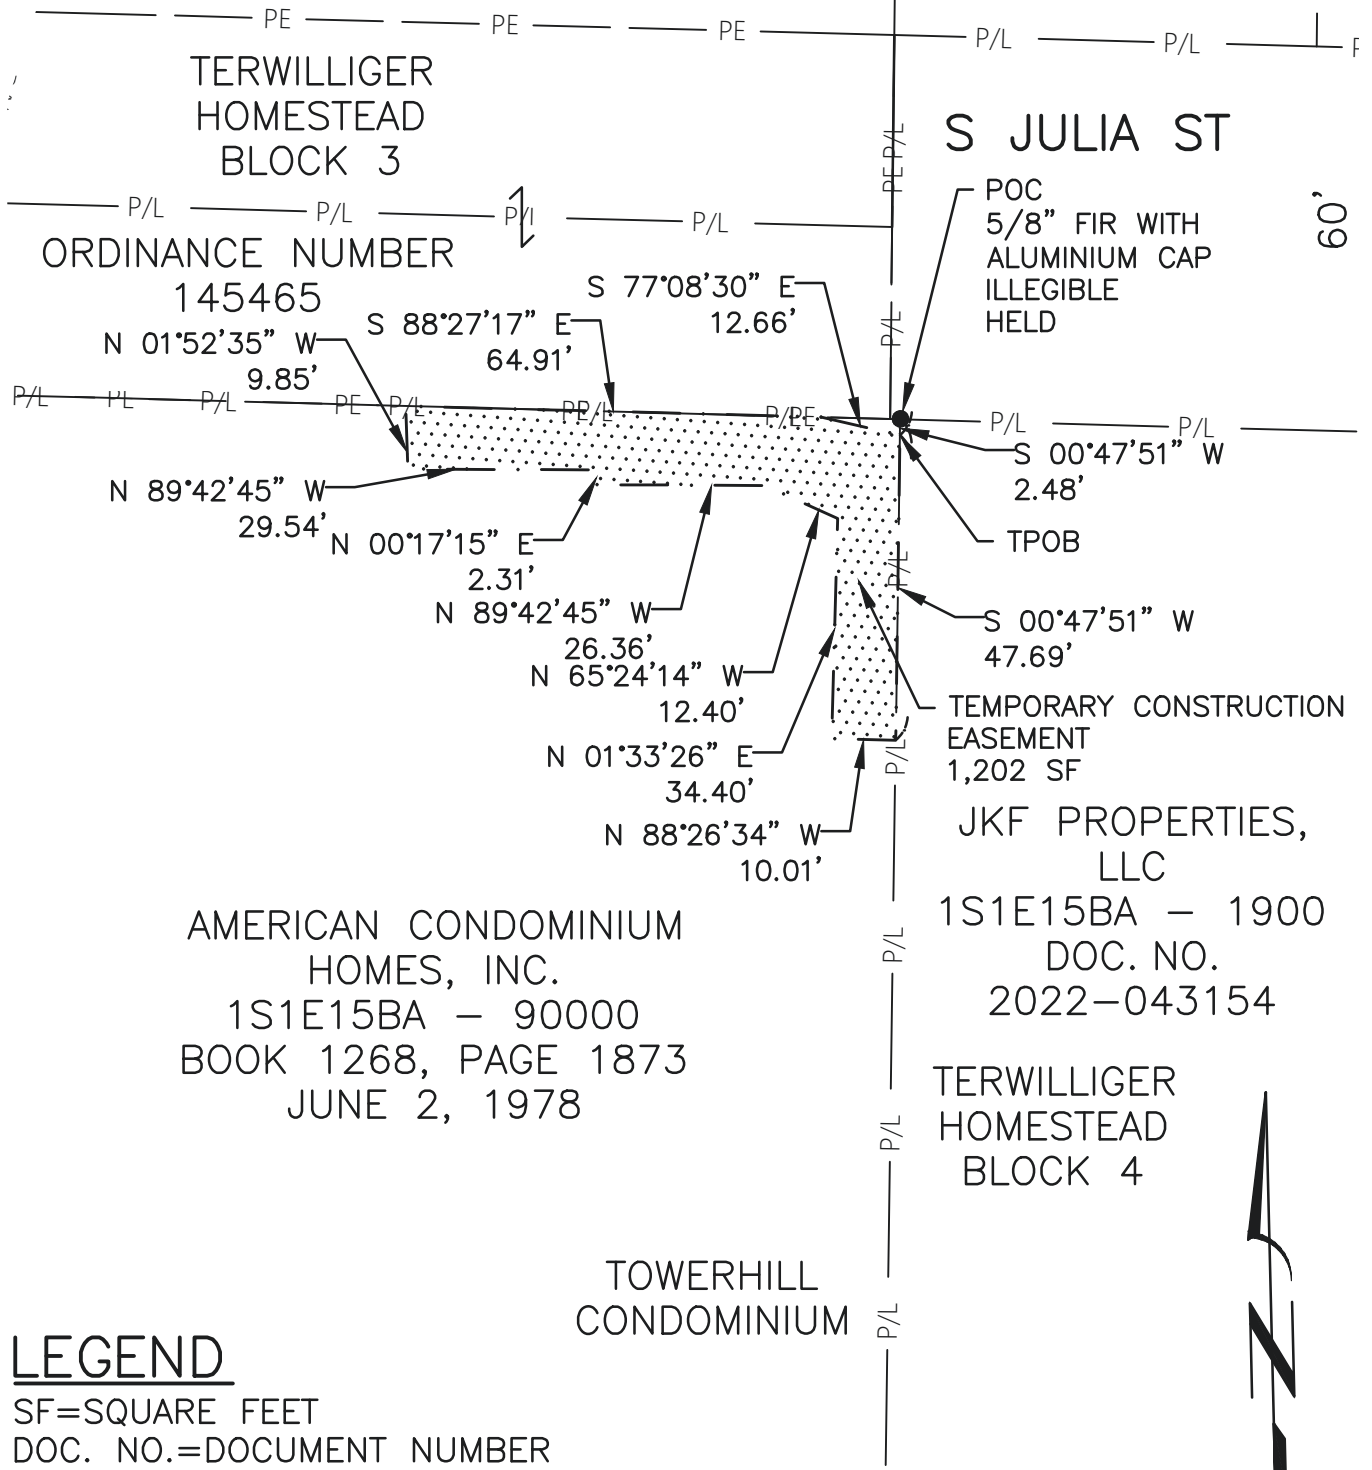 PE PE PE P/L P/L
TERWILLIGER
HOMESTEAD
BLOCK 3
PE P/L
S JULIA ST
P/L P/L P/L
POC
5/8" FIR WITH
ALUMINIUM CAP
ILLEGIBLE
HELD
60'
ORDINANCE NUMBER
145465
S 77°08'30" E
12.66'
S 88°27'17" E
64.91'
N 01°52'35" W
9.85'
P/L
P/L P/L PE P/L PE P/L P/L PE P/L P/L
S 00°47'51" W
2.48'
N 89°42'45" W
29.54'
N 00°17'15" E
2.31'
TPOB
P/L
N 89°42'45" W
26.36'
S 00°47'51" W
47.69'
N 65°24'14" W
12.40'
TEMPORARY CONSTRUCTION
EASEMENT
1,202 SF
N 01°33'26" E
34.40'
P/L
N 88°26'34" W
10.01'
JKF PROPERTIES,
LLC
1S1E15BA - 1900
DOC. NO.
2022-043154
AMERICAN CONDOMINIUM
HOMES, INC.
1S1E15BA - 90000
BOOK 1268, PAGE 1873
JUNE 2, 1978
P/L
TERWILLIGER
HOMESTEAD
BLOCK 4
P/L
TOWERHILL
CONDOMINIUM
P/L
N
LEGEND
SF=SQUARE FEET
DOC. NO.=DOCUMENT NUMBER